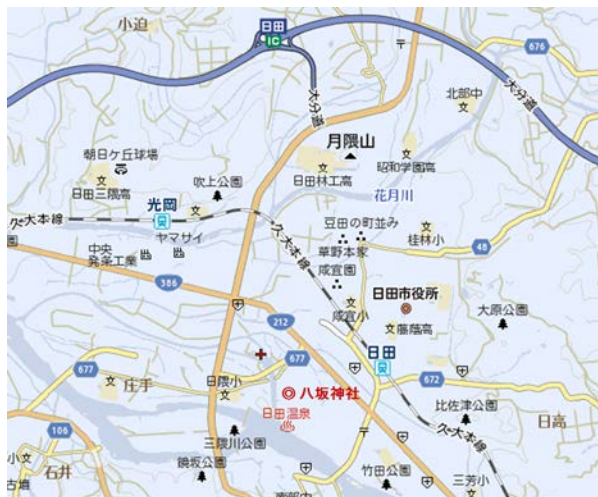 小迫
日田
IC
大分道
676
北部中
大分道
月隈山
朝日ケ丘球場
日田三隈高
吹上公園
日田林工高
昭和学園高
花月川
久大本線
光岡
ヤマサイ
豆田の町並み
草野本家
咸宜園
桂林小
48
中央
発条工業
386
久大本線
日田市役所
大原公園
212
咸宜小
藤蔭高
677
677
日田
672
庄手
日隈小
八坂神社
日田温泉
比佐津公園
日高
久大本線
106
石井
小
古墳
三隈川公園
鏡坂公園
竹田公園
三芳小